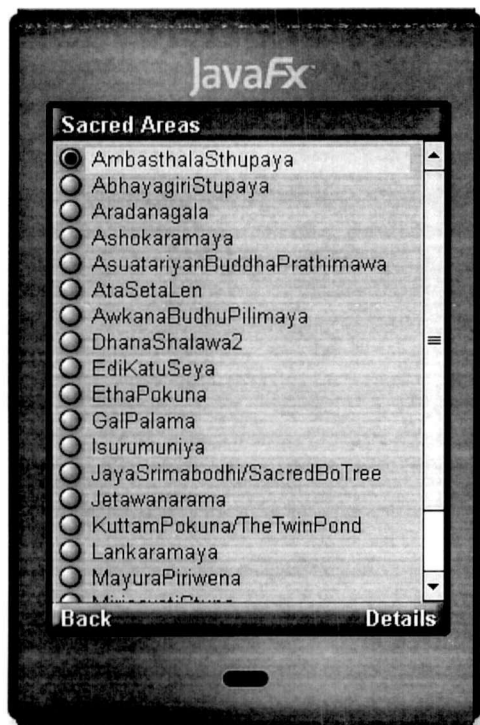 JavaFx
Sacred Areas
AmbasthalaSthupaya
AbhayagiriStupaya
Aradanagala
Ashokaramaya
AsuatariyanBuddhaPrathimawa
AtaSetaLen
AwkanaBudhuPilimaya
DhanaShalawa2
EdiKatuSeya
EthaPokuna
GalPalama
Isurumuniya
JayaSrimabodhi/SacredBoTree
Jetawanarama
KuttamPokuna/TheTwinPond
Lankaramaya
MayuraPiriwena
Back Details